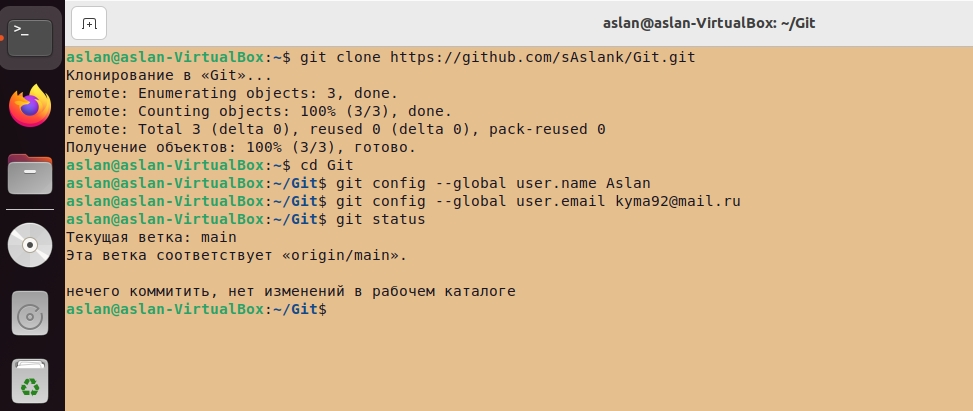 aslan@aslan-VirtualBox: ~/Git
aslan@aslan-VirtualBox:~$ git clone https://github.com/sAslank/Git.git
Клонирование в «Git»...
remote: Enumerating objects: 3, done.
remote: Counting objects: 100% (3/3), done.
remote: Total 3 (delta 0), reused 0 (delta 0), pack-reused 0
Получение объектов: 100% (3/3), готово.
aslan@aslan-VirtualBox:~$ cd Git
aslan@aslan-VirtualBox:~/Git$ git config --global user.name Aslan
aslan@aslan-VirtualBox:~/Git$ git config --global user.email kyma92@mail.ru
aslan@aslan-VirtualBox:~/Git$ git status
Текущая ветка: main
Эта ветка соответствует «origin/main».
нечего коммитить, нет изменений в рабочем каталоге
aslan@aslan-VirtualBox:~/Git$